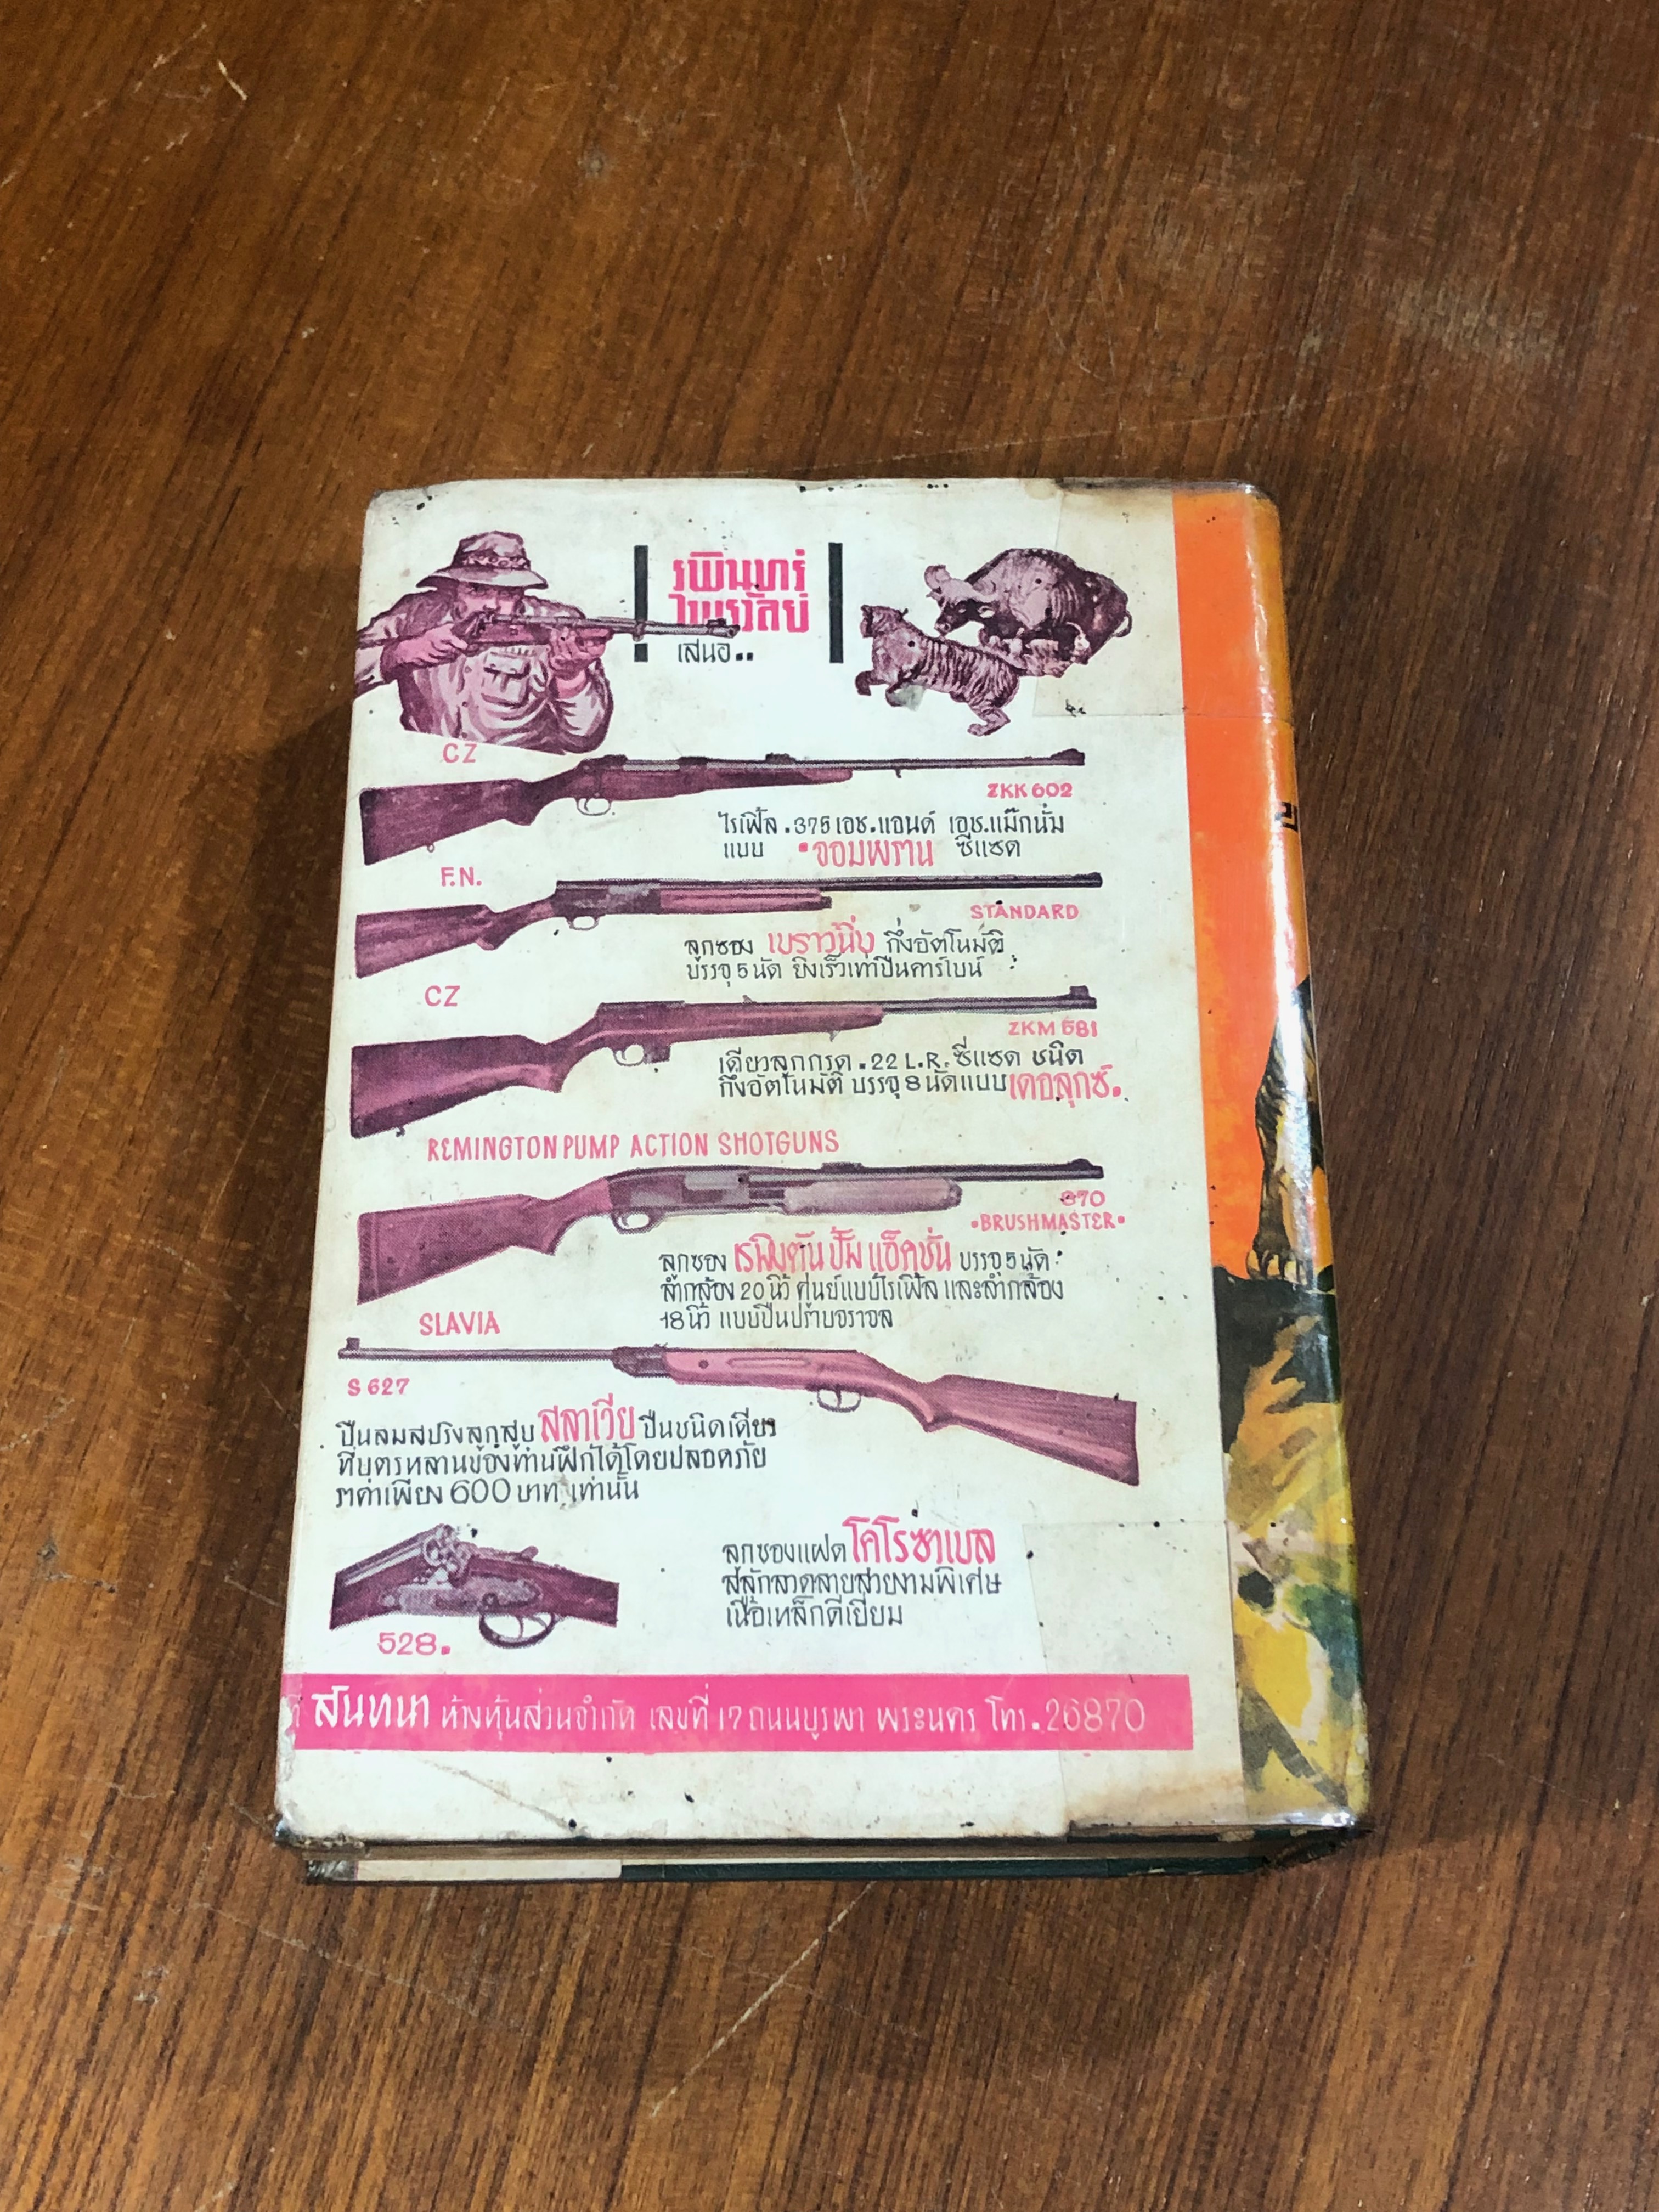 รพินทร์
ไพรวัลย์
เสนอ..
CZ
ZKK 602
ไรเฟิ้ล .375 เอช.แอนด์ เอช.แม๊กนั่ม
แบบ จอมพราน ซีแซด
F.N.
STANDARD
ลูกซอง เบราวนิ่ง กึ่งอัตโนมัติ
บรรจุ 5 นัด ยิงเร็วเท่าปืนคาร์ไบน์
CZ
ZKM 581
เดี่ยวลูกกรด .22 L.R. ซีแซด ชนิด
กึ่งอัตโนมัติ บรรจุ 8 นัดแบบ เดอลุกซ์.
REMINGTON PUMP ACTION SHOTGUNS
870
•BRUSHMASTER•
ลูกซอง เรมิงตัน ปั๊ม แอ็คชั่น บรรจุ 5 นัด
ลำกล้อง 20 นิ้ว ศูนย์แบบไรเฟิ้ล และลำกล้อง
18 นิ้ว แบบปืนปราบจราจล
SLAVIA
S 627
ปืนลมสปริงลูกสูบ สลาเวีย ปืนชนิดเดียว
ที่บุตรหลานของท่านฝึกได้โดยปลอดภัย
ราคาเพียง 600 บาท เท่านั้น
ลูกซองแฝด โคโรซาเบล
สลักลวดลายสวยงามพิเศษ
เนื้อเหล็กดีเยี่ยม
528.
ที่ สนทนา ห้างหุ้นส่วนจำกัด เลขที่ 17 ถนนบูรพา พระนคร โทร. 26870